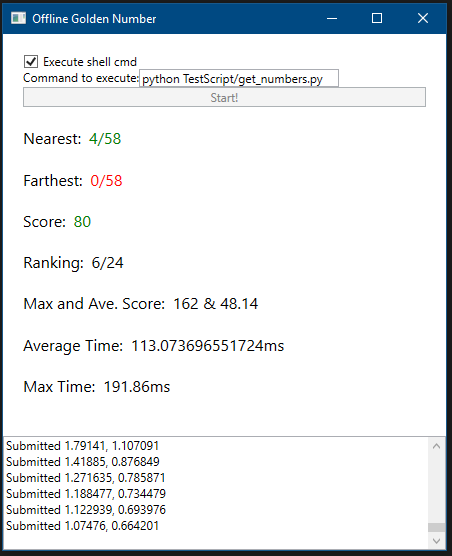 Offline Golden Number
Execute shell cmd
Command to execute: python TestScript/get_numbers.py
Start!
Nearest: 4/58
Farthest: 0/58
Score: 80
Ranking: 6/24
Max and Ave. Score: 162 & 48.14
Average Time: 113.073696551724ms
Max Time: 191.86ms
Submitted 1.79141, 1.107091
Submitted 1.41885, 0.876849
Submitted 1.271635, 0.785871
Submitted 1.188477, 0.734479
Submitted 1.122939, 0.693976
Submitted 1.07476, 0.664201